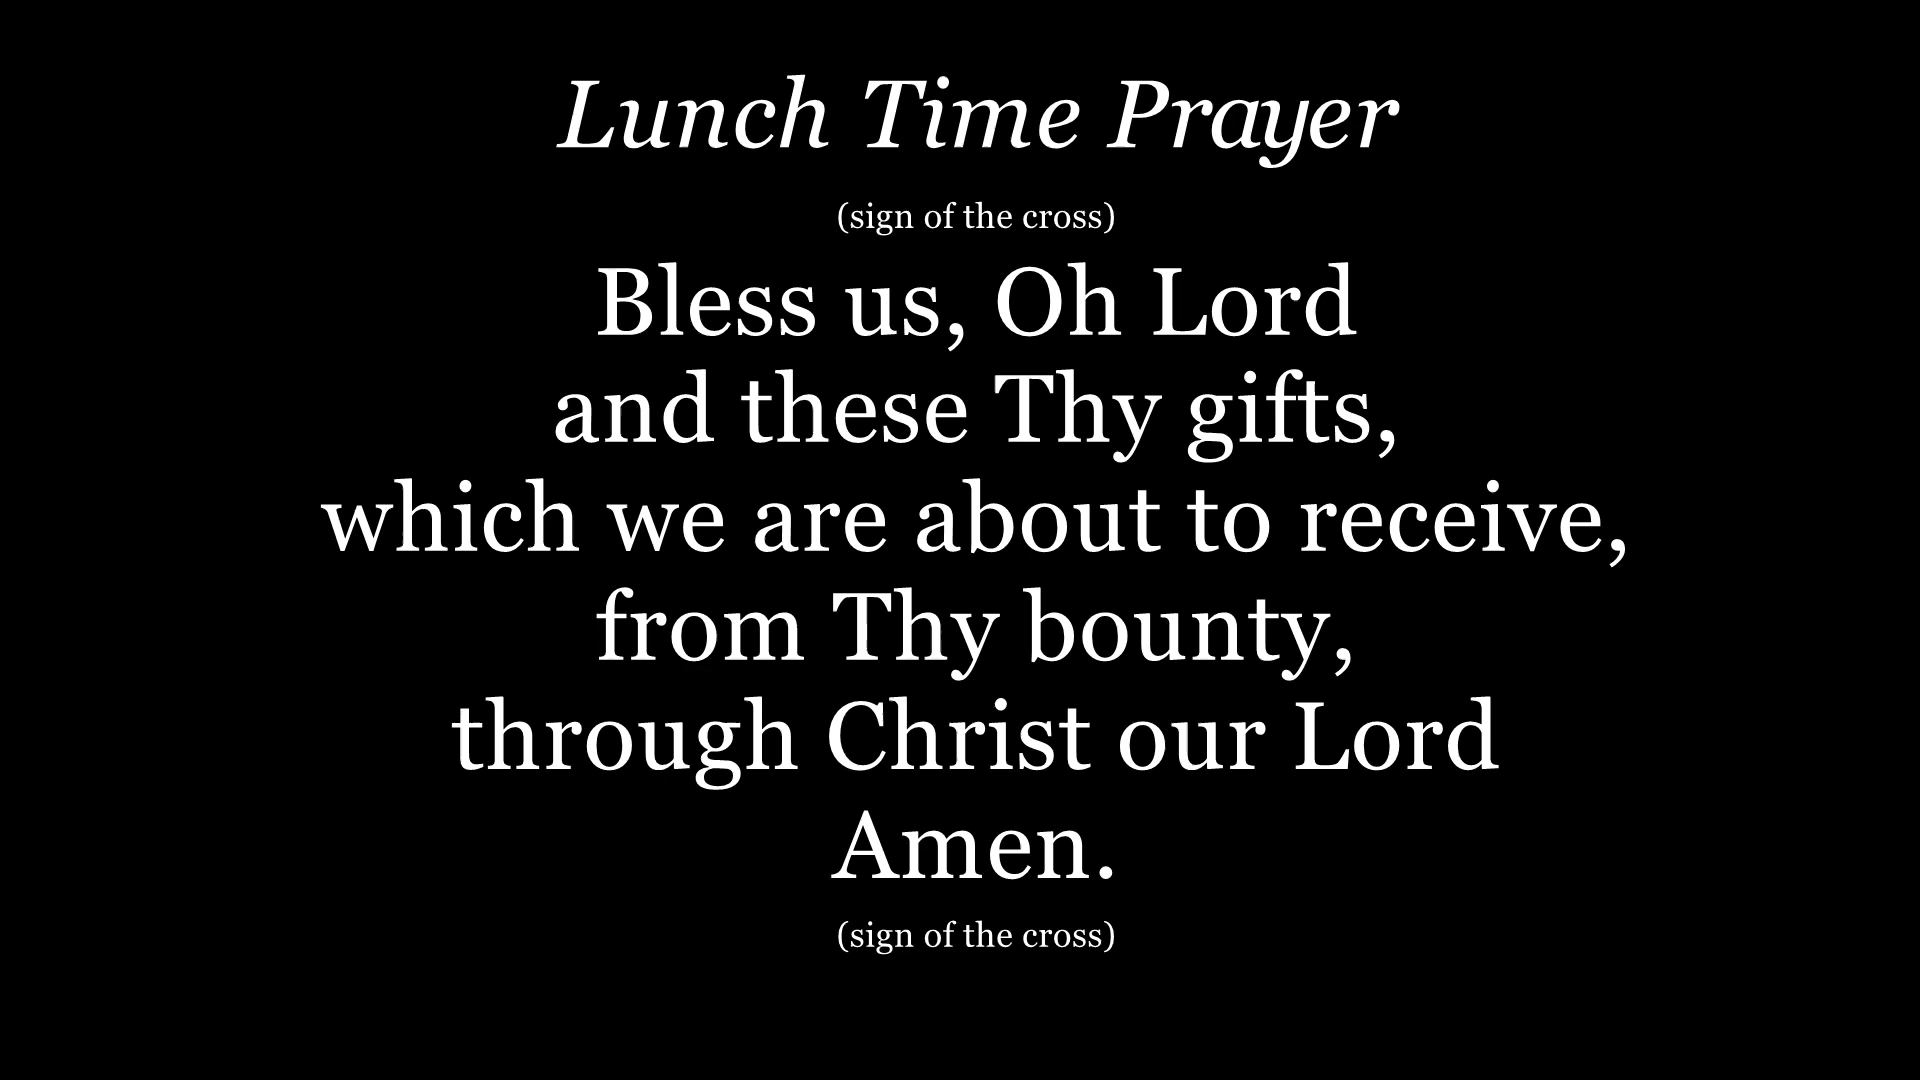 Lunch Time Prayer
(sign of the cross)
Bless us, Oh Lord
and these Thy gifts,
which we are about to receive,
from Thy bounty,
through Christ our Lord
Amen.
(sign of the cross)